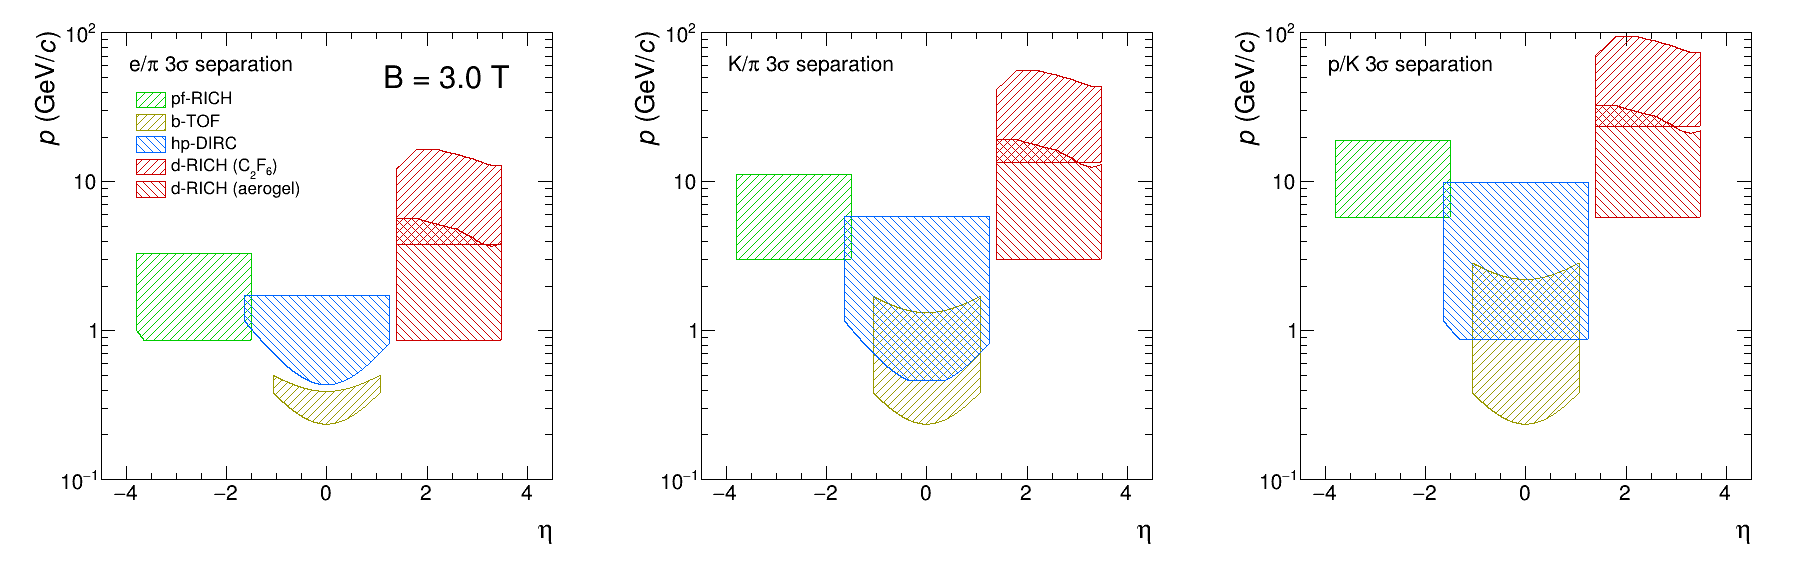 e/π 3σ separation
B = 3.0 T
pf-RICH
b-TOF
hp-DIRC
d-RICH (C₂F₆)
d-RICH (aerogel)
p (GeV/c)
10²
10
1
10⁻¹
−4 −2 0 2 4
η
K/π 3σ separation
p (GeV/c)
10²
10
1
10⁻¹
−4 −2 0 2 4
η
p/K 3σ separation
p (GeV/c)
10²
10
1
10⁻¹
−4 −2 0 2 4
η